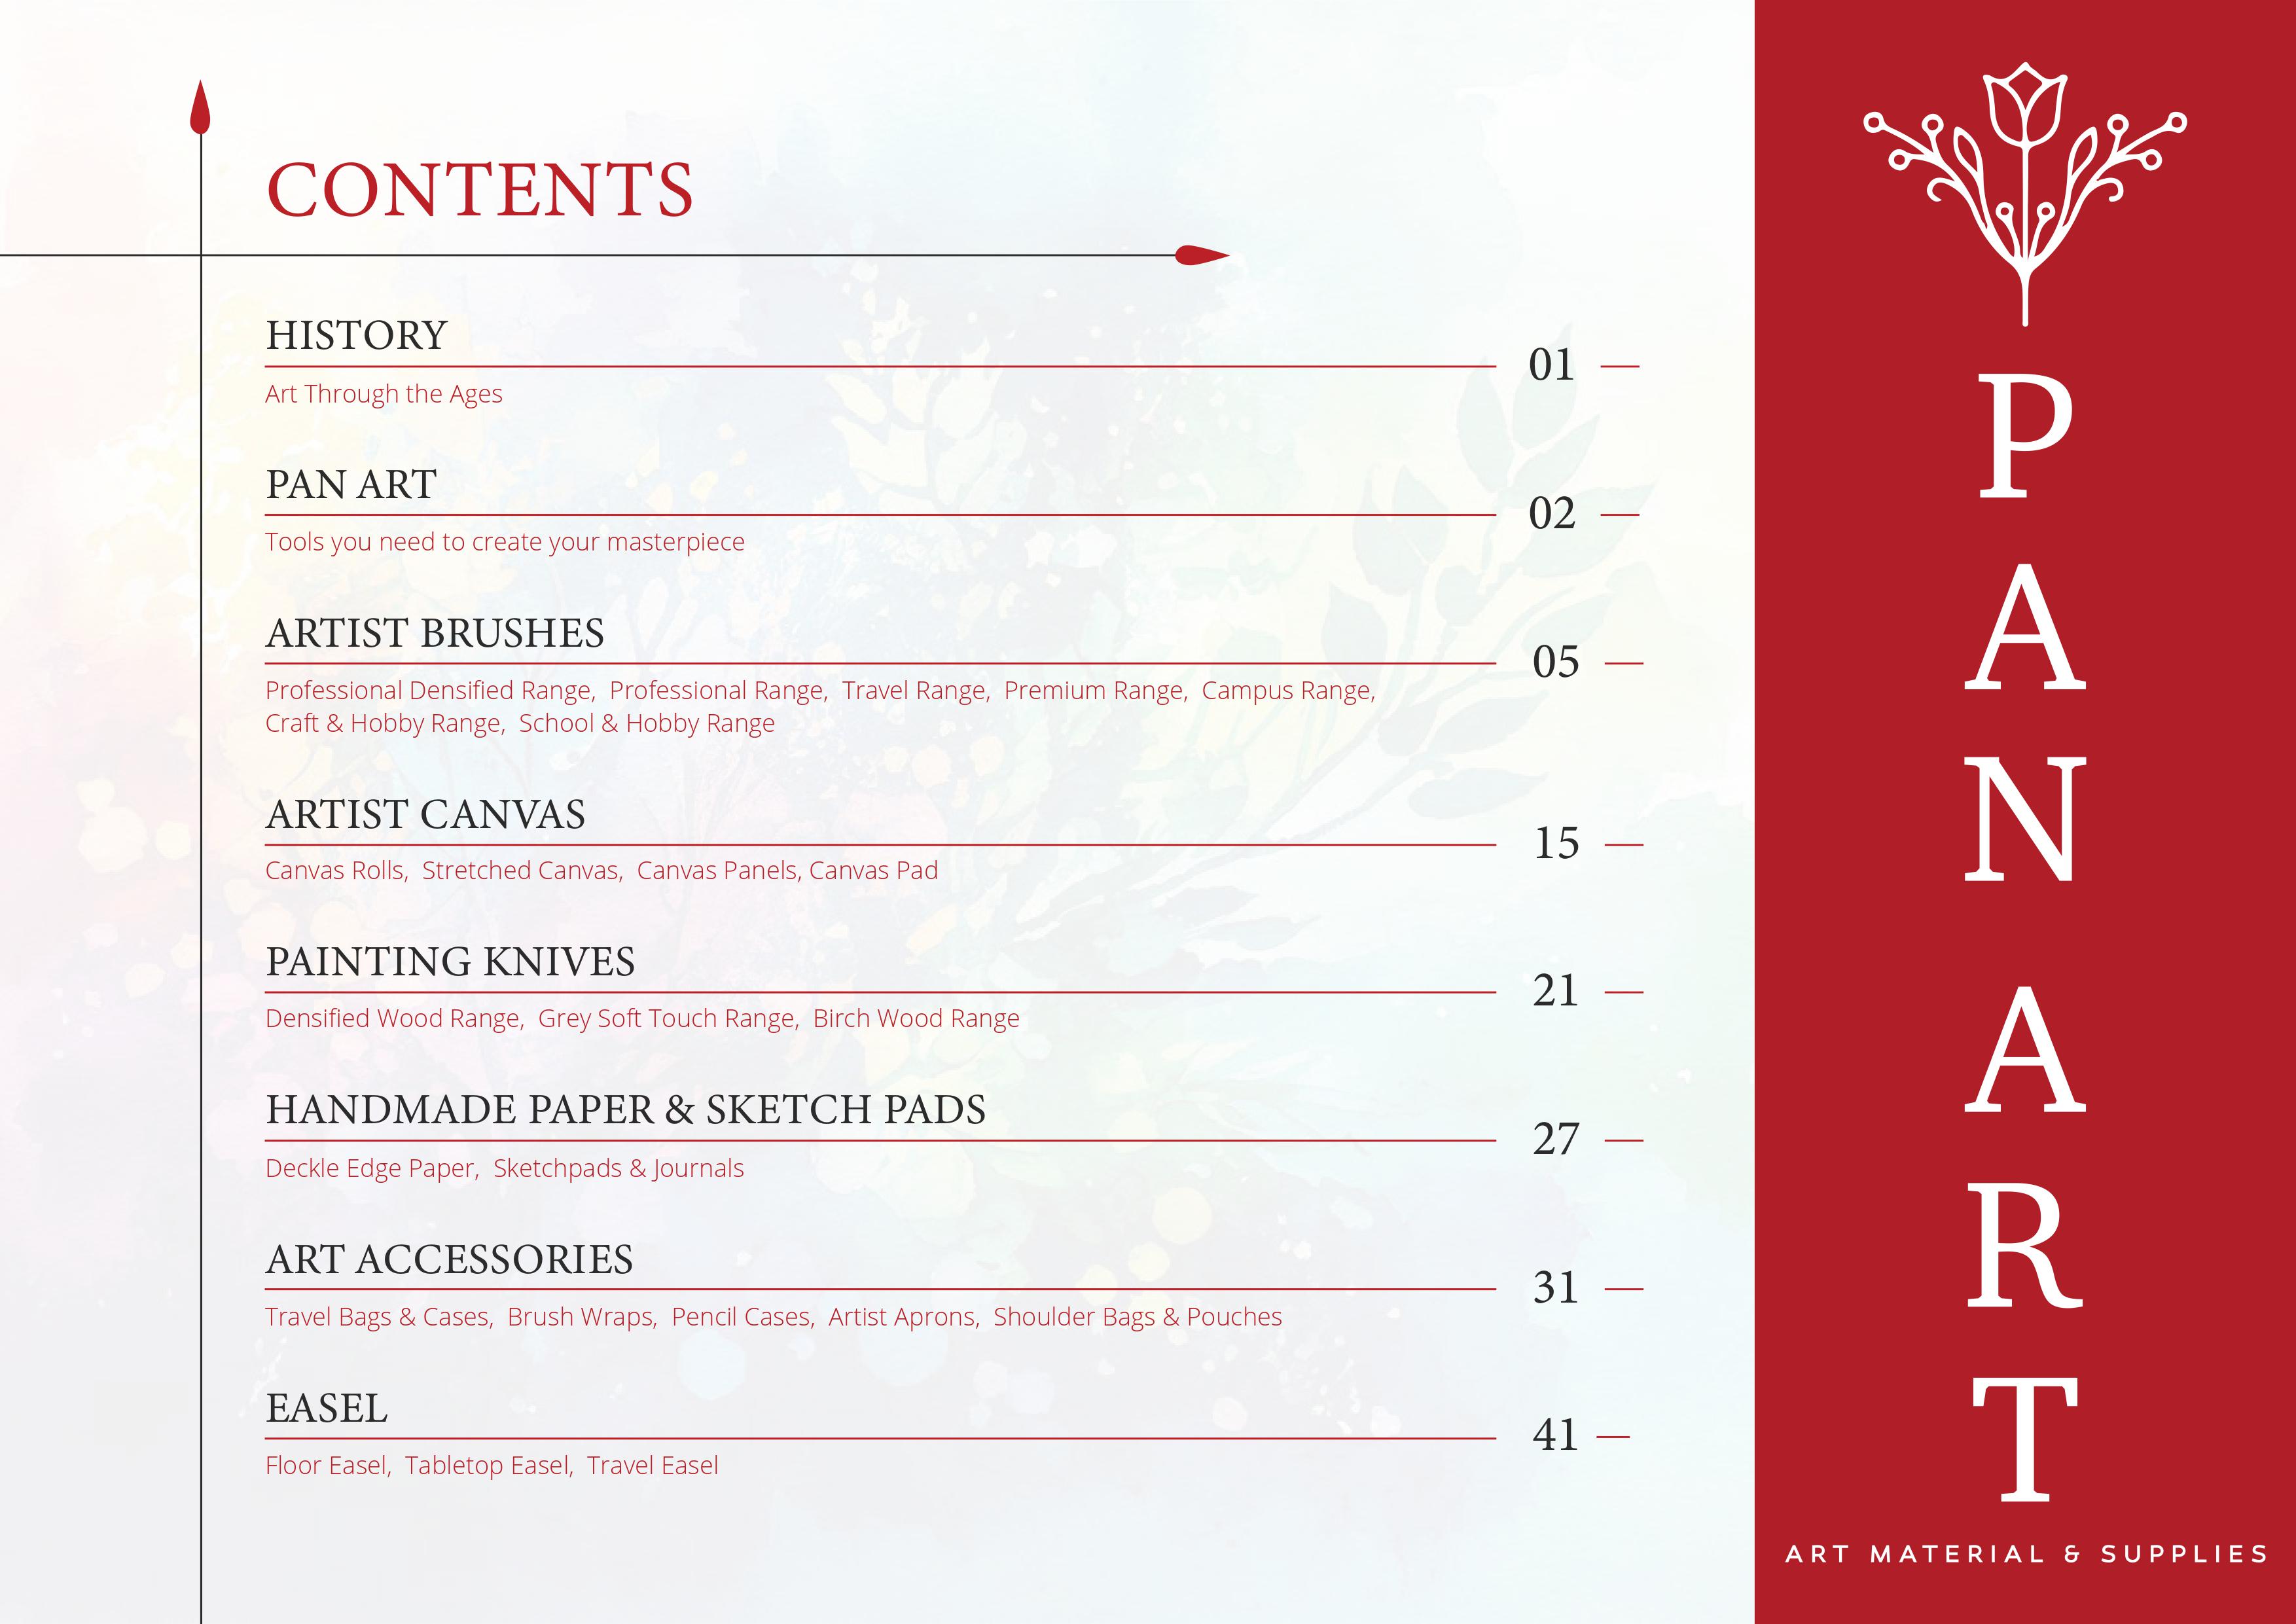 CONTENTS
HISTORY
01
Art Through the Ages
PAN ART
02
Tools you need to create your masterpiece
ARTIST BRUSHES
05
Professional Densified Range, Professional Range, Travel Range, Premium Range, Campus Range,
Craft & Hobby Range, School & Hobby Range
ARTIST CANVAS
15
Canvas Rolls, Stretched Canvas, Canvas Panels, Canvas Pad
PAINTING KNIVES
21
Densified Wood Range, Grey Soft Touch Range, Birch Wood Range
HANDMADE PAPER & SKETCH PADS
27
Deckle Edge Paper, Sketchpads & Journals
ART ACCESSORIES
31
Travel Bags & Cases, Brush Wraps, Pencil Cases, Artist Aprons, Shoulder Bags & Pouches
EASEL
41
Floor Easel, Tabletop Easel, Travel Easel
PAN ART
ART MATERIAL & SUPPLIES